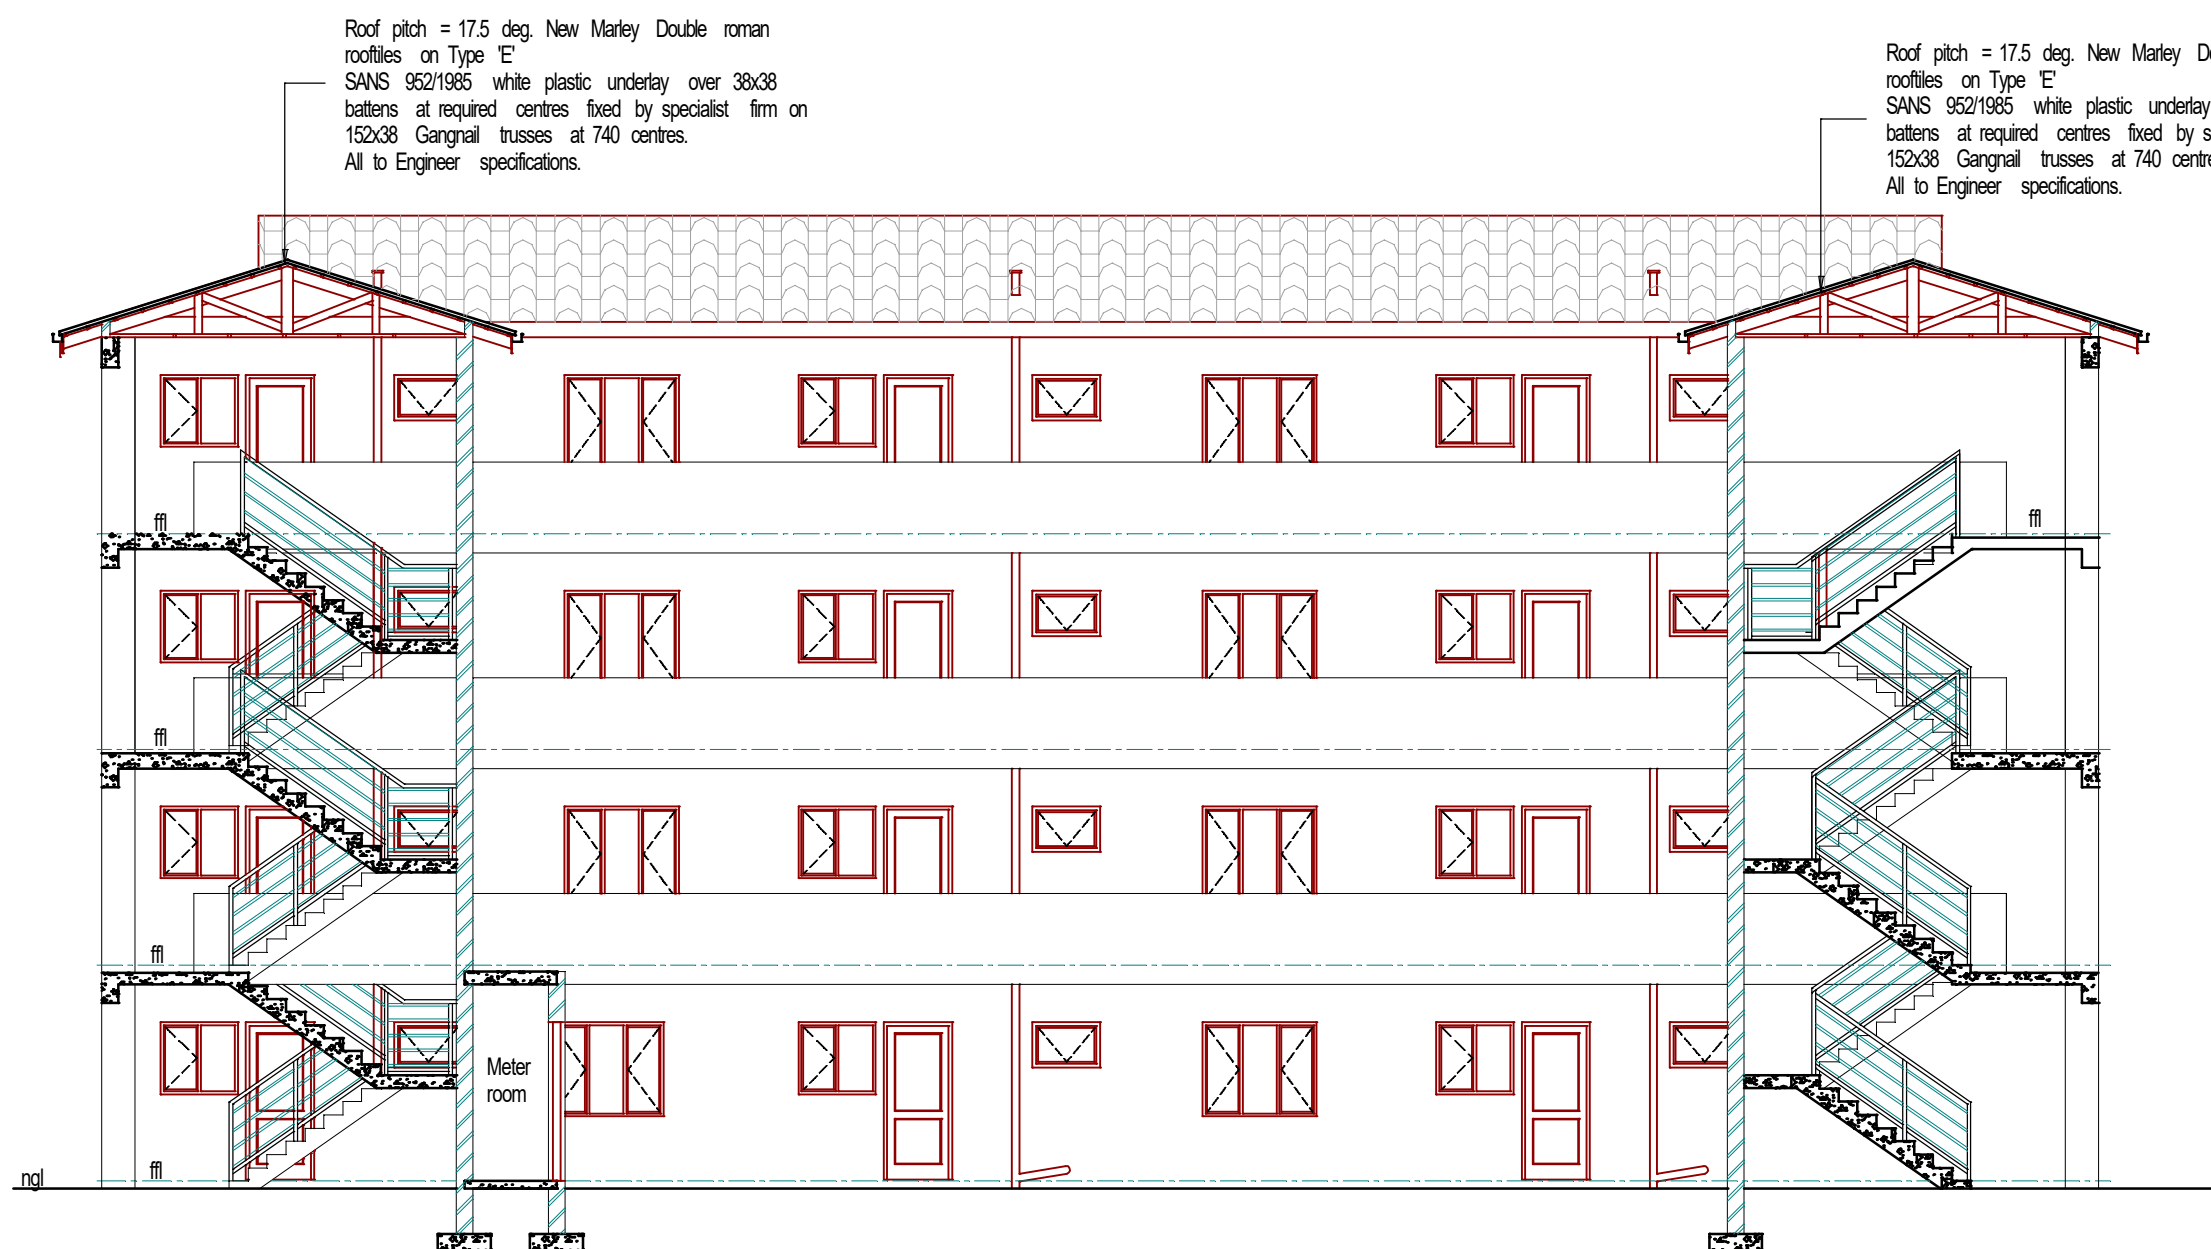 Roof pitch = 17.5 deg. New Marley Double roman
rooftiles on Type 'E'
SANS 952/1985 white plastic underlay over 38x38
battens at required centres fixed by specialist firm on
152x38 Gangnail trusses at 740 centres.
All to Engineer specifications.
Roof pitch = 17.5 deg. New Marley
rooftiles on Type 'E'
SANS 952/1985 white plastic underlay
battens at required centres fixed by
152x38 Gangnail trusses at 740
All to Engineer specifications.
ffl
ffl
ffl
ffl
Meter
room
ngl
ffl